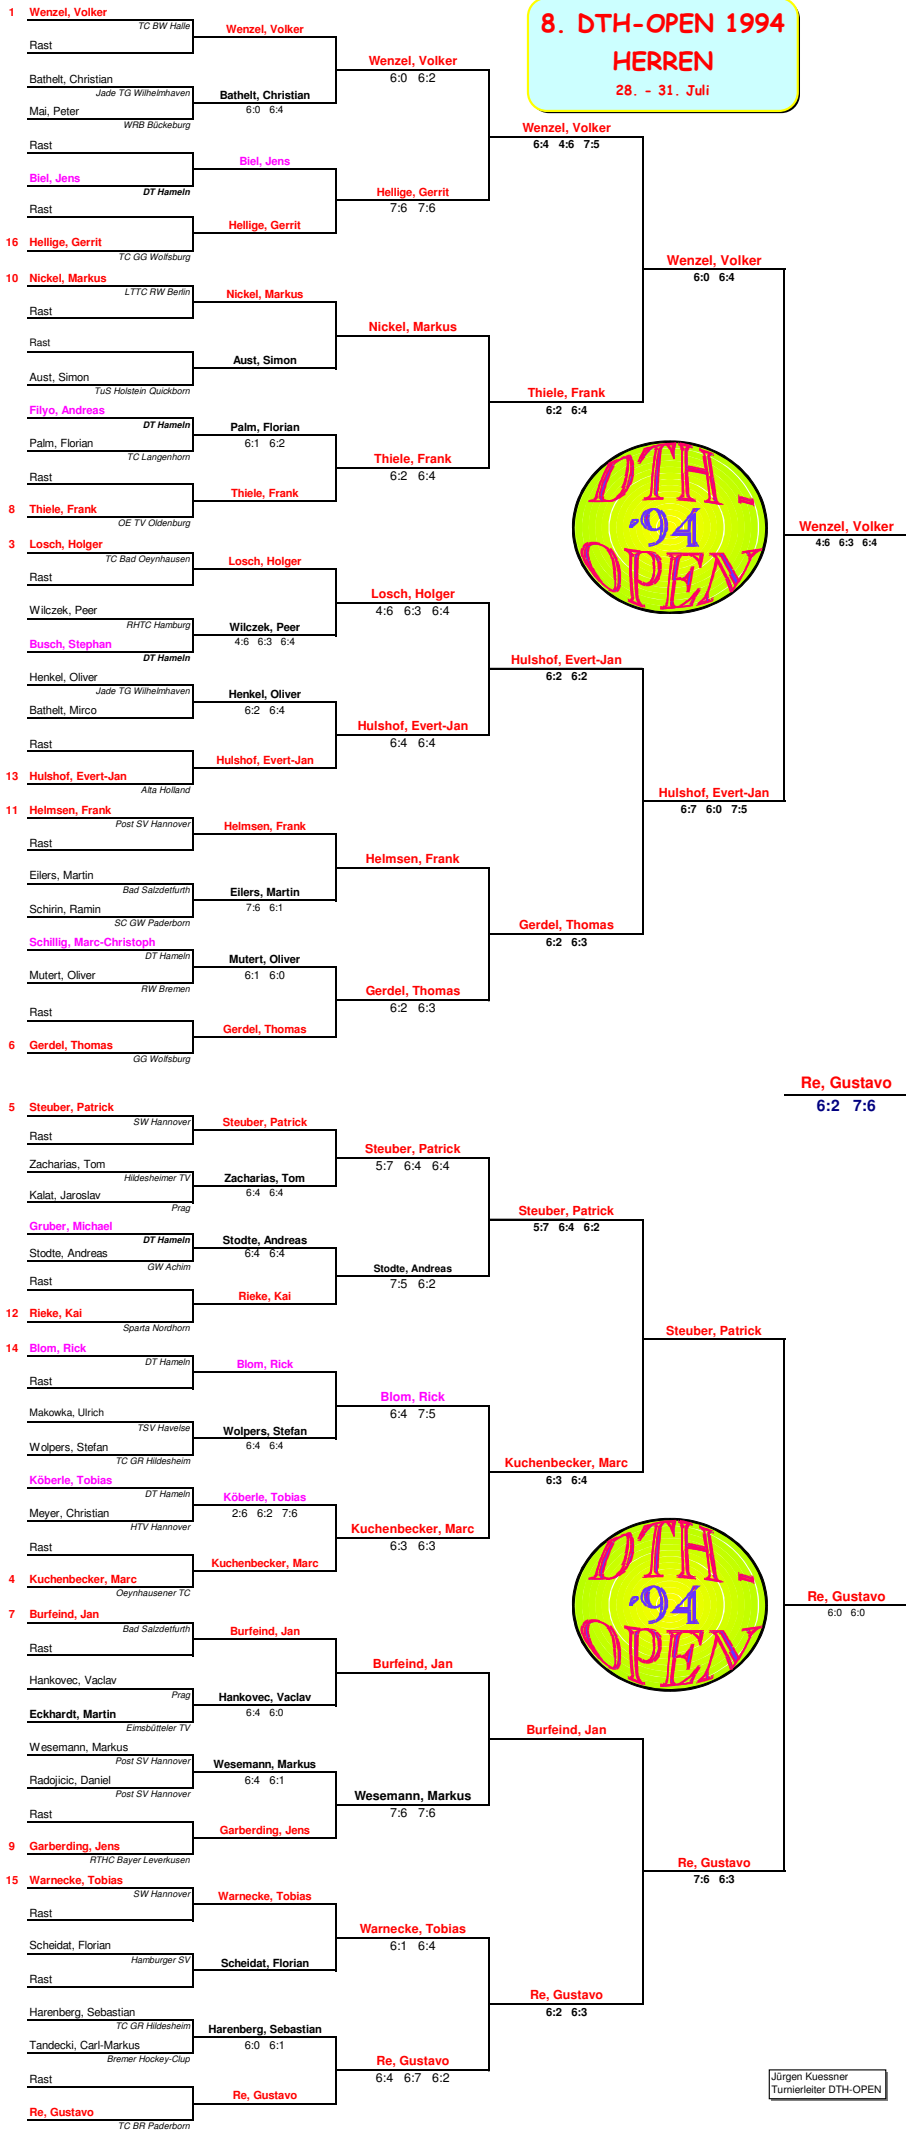 8. DTH-OPEN 1994
HERREN
28. - 31. Juli
1 Wenzel, Volker
TC BW Halle
Wenzel, Volker
Rast
Wenzel, Volker
6:0 6:2
Bathelt, Christian
Jade TG Wilhelmhaven
Bathelt, Christian
6:0 6:4
Mai, Peter
WRB Bückeburg
Wenzel, Volker
6:4 4:6 7:5
Rast
Biel, Jens
Biel, Jens
DT Hameln
Hellige, Gerrit
7:6 7:6
Rast
Hellige, Gerrit
16 Hellige, Gerrit
TC GG Wolfsburg
Wenzel, Volker
6:0 6:4
10 Nickel, Markus
LTTC RW Berlin
Nickel, Markus
Rast
Nickel, Markus
Rast
Aust, Simon
Aust, Simon
TuS Holstein Quickborn
Thiele, Frank
6:2 6:4
Filyo, Andreas
DT Hameln
Palm, Florian
6:1 6:2
Palm, Florian
TC Langenhorn
Thiele, Frank
6:2 6:4
Rast
Thiele, Frank
8 Thiele, Frank
OE TV Oldenburg
DTH -
'94
OPEN
Wenzel, Volker
4:6 6:3 6:4
3 Losch, Holger
TC Bad Oeynhausen
Losch, Holger
Rast
Losch, Holger
4:6 6:3 6:4
Wilczek, Peer
RHTC Hamburg
Wilczek, Peer
4:6 6:3 6:4
Busch, Stephan
DT Hameln
Hulshof, Evert-Jan
6:2 6:2
Henkel, Oliver
Jade TG Wilhelmhaven
Henkel, Oliver
6:2 6:4
Bathelt, Mirco
Hulshof, Evert-Jan
6:4 6:4
Rast
Hulshof, Evert-Jan
13 Hulshof, Evert-Jan
Alta Holland
Hulshof, Evert-Jan
6:7 6:0 7:5
11 Helmsen, Frank
Post SV Hannover
Helmsen, Frank
Rast
Helmsen, Frank
Eilers, Martin
Bad Salzdetfurth
Eilers, Martin
7:6 6:1
Schirin, Ramin
SC GW Paderborn
Gerdel, Thomas
6:2 6:3
Schillig, Marc-Christoph
DT Hameln
Mutert, Oliver
6:1 6:0
Mutert, Oliver
RW Bremen
Gerdel, Thomas
6:2 6:3
Rast
Gerdel, Thomas
6 Gerdel, Thomas
GG Wolfsburg
Re, Gustavo
6:2 7:6
5 Steuber, Patrick
SW Hannover
Steuber, Patrick
Rast
Steuber, Patrick
5:7 6:4 6:4
Zacharias, Tom
Hildesheimer TV
Zacharias, Tom
6:4 6:4
Kalat, Jaroslav
Prag
Steuber, Patrick
5:7 6:4 6:2
Gruber, Michael
DT Hameln
Stodte, Andreas
6:4 6:4
Stodte, Andreas
GW Achim
Stodte, Andreas
7:5 6:2
Rast
Rieke, Kai
12 Rieke, Kai
Sparta Nordhorn
Steuber, Patrick
14 Blom, Rick
DT Hameln
Blom, Rick
Rast
Blom, Rick
6:4 7:5
Makowka, Ulrich
TSV Havelse
Wolpers, Stefan
6:4 6:4
Wolpers, Stefan
TC GR Hildesheim
Kuchenbecker, Marc
6:3 6:4
Köberle, Tobias
DT Hameln
Köberle, Tobias
2:6 6:2 7:6
Meyer, Christian
HTV Hannover
Kuchenbecker, Marc
6:3 6:3
Rast
Kuchenbecker, Marc
4 Kuchenbecker, Marc
Oeynhausener TC
DTH -
'94
OPEN
Re, Gustavo
6:0 6:0
7 Burfeind, Jan
Bad Salzdetfurth
Burfeind, Jan
Rast
Burfeind, Jan
Hankovec, Vaclav
Prag
Hankovec, Vaclav
6:4 6:0
Eckhardt, Martin
Eimsbütteler TV
Burfeind, Jan
Wesemann, Markus
Post SV Hannover
Wesemann, Markus
6:4 6:1
Radojicic, Daniel
Post SV Hannover
Wesemann, Markus
7:6 7:6
Rast
Garberding, Jens
9 Garberding, Jens
RTHC Bayer Leverkusen
Re, Gustavo
7:6 6:3
15 Warnecke, Tobias
SW Hannover
Warnecke, Tobias
Rast
Warnecke, Tobias
6:1 6:4
Scheidat, Florian
Hamburger SV
Scheidat, Florian
Rast
Re, Gustavo
6:2 6:3
Harenberg, Sebastian
TC GR Hildesheim
Harenberg, Sebastian
6:0 6:1
Tandecki, Carl-Markus
Bremer Hockey-Clup
Re, Gustavo
6:4 6:7 6:2
Rast
Re, Gustavo
Re, Gustavo
TC BR Paderborn
Jürgen Kuessner
Turnierleiter DTH-OPEN